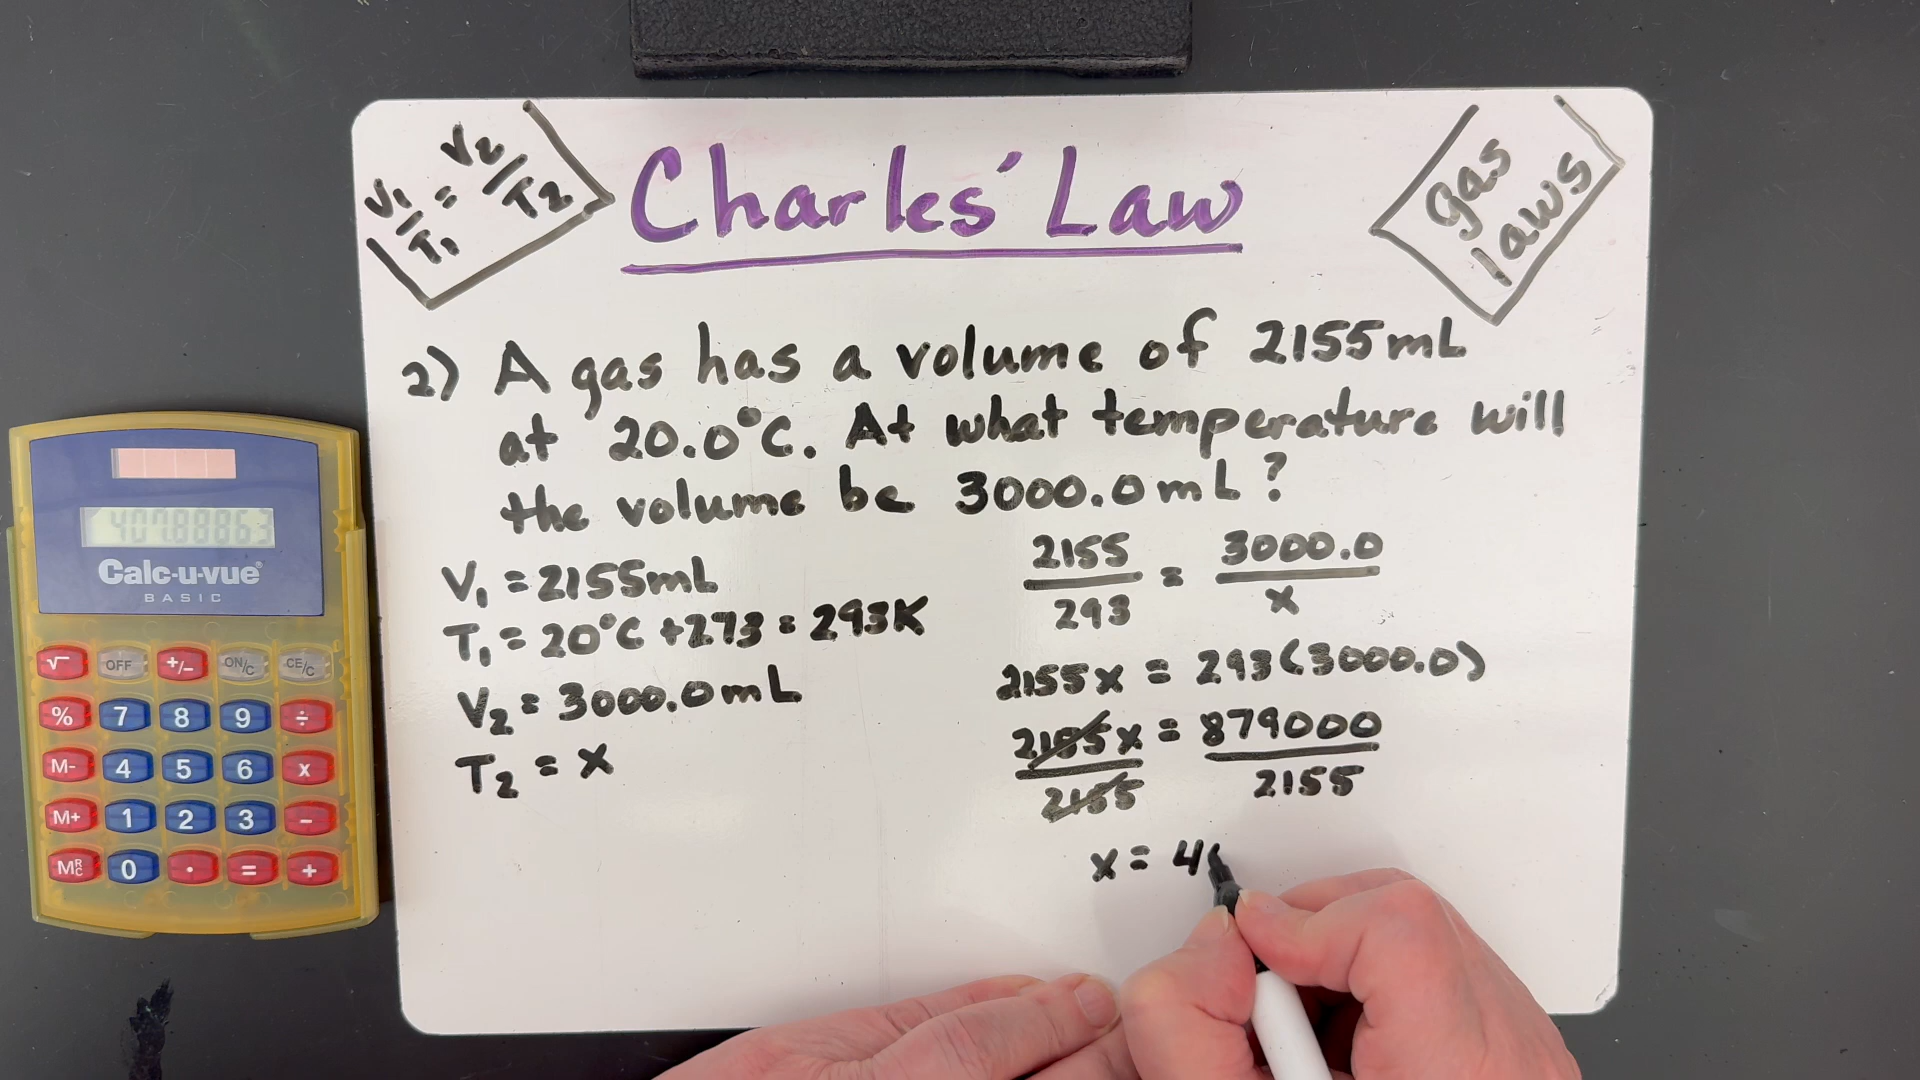 V₁/T₁ = V₂/T₂
Charles' Law
gas
laws
2) A gas has a volume of 2155mL
at 20.0°C. At what temperature will
the volume be 3000.0mL?
V₁ = 2155mL
T₁ = 20°C + 273 = 293K
V₂ = 3000.0mL
T₂ = x
2155/293 = 3000.0/x
2155x = 293(3000.0)
2155x/2155 = 879000/2155
x = 4
407.88863
Calc-u-vue®
BASIC
√ OFF +/- ON/C CE/C
% 7 8 9 ÷
M- 4 5 6 x
M+ 1 2 3 −
MRC 0 · = +